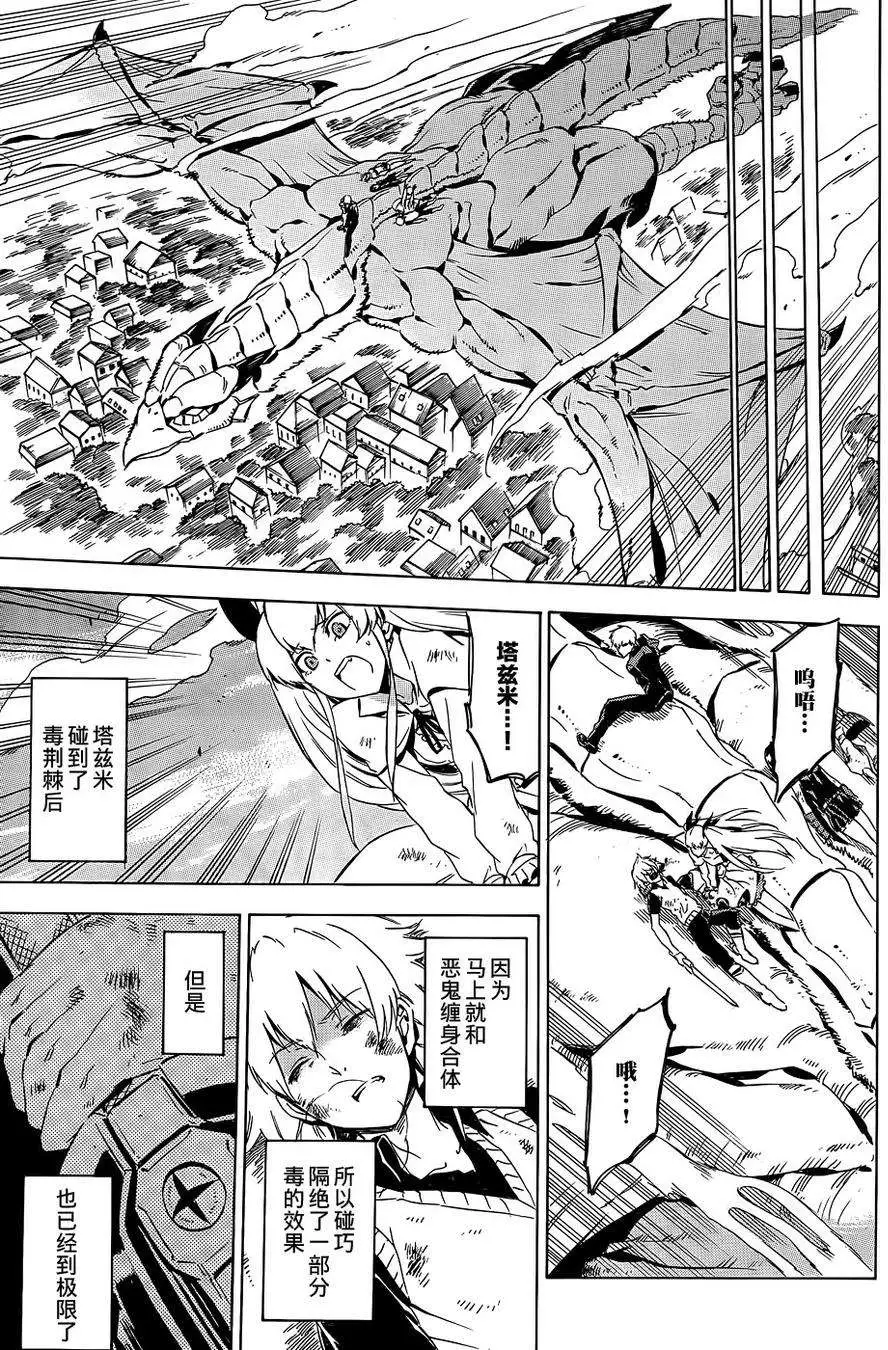 呜唔…
哦…！
塔兹米…！
塔兹米
碰到了
毒荆棘后
因为
马上就和
恶鬼缠身合体
所以碰巧
隔绝了一部分
毒的效果
但是
也已经到极限了